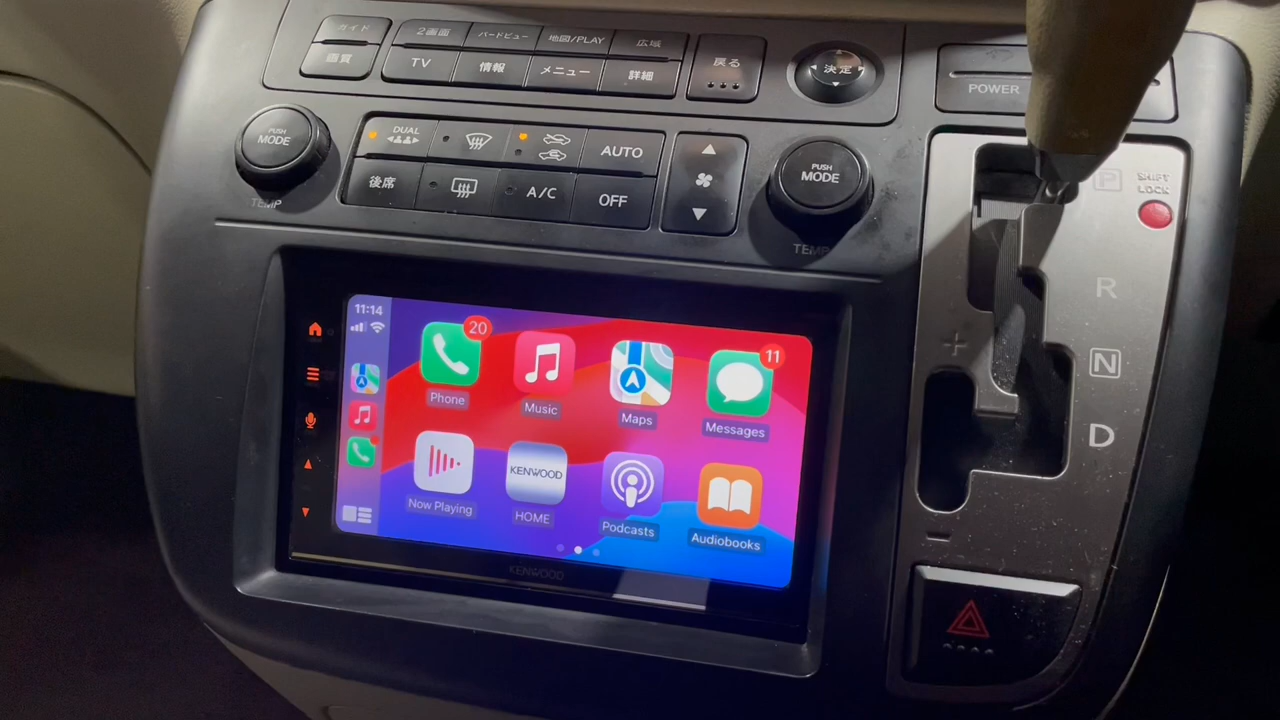 ガイド
2画面
バードビュー
地図/PLAY
広域
画質
TV
情報
メニュー
詳細
戻る
決定
POWER
PUSH
MODE
TEMP
DUAL
AUTO
後席
A/C
OFF
PUSH
MODE
TEMP
P
SHIFT
LOCK
R
N
D
+
-
11:14
20
11
Phone
Music
Maps
Messages
KENWOOD
Now Playing
HOME
Podcasts
Audiobooks
KENWOOD